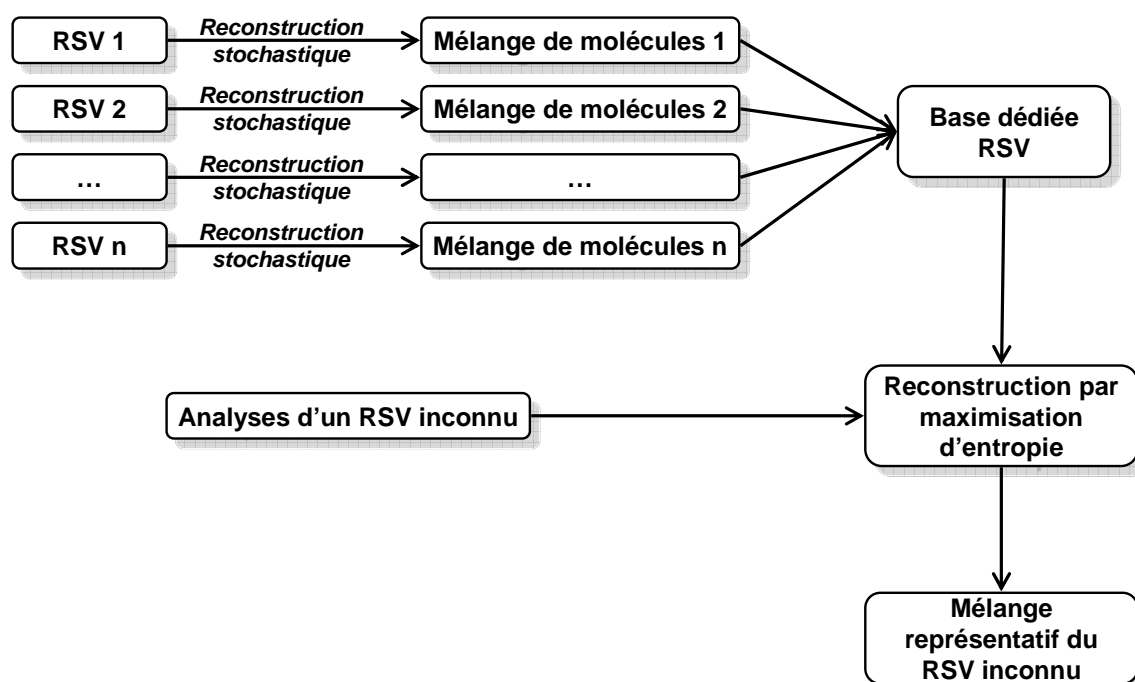 RSV 1
Reconstruction
stochastique
Mélange de molécules 1
RSV 2
Reconstruction
stochastique
Mélange de molécules 2
...
Reconstruction
stochastique
...
RSV n
Reconstruction
stochastique
Mélange de molécules n
Base dédiée
RSV
Analyses d'un RSV inconnu
Reconstruction par
maximisation
d'entropie
Mélange
représentatif du
RSV inconnu